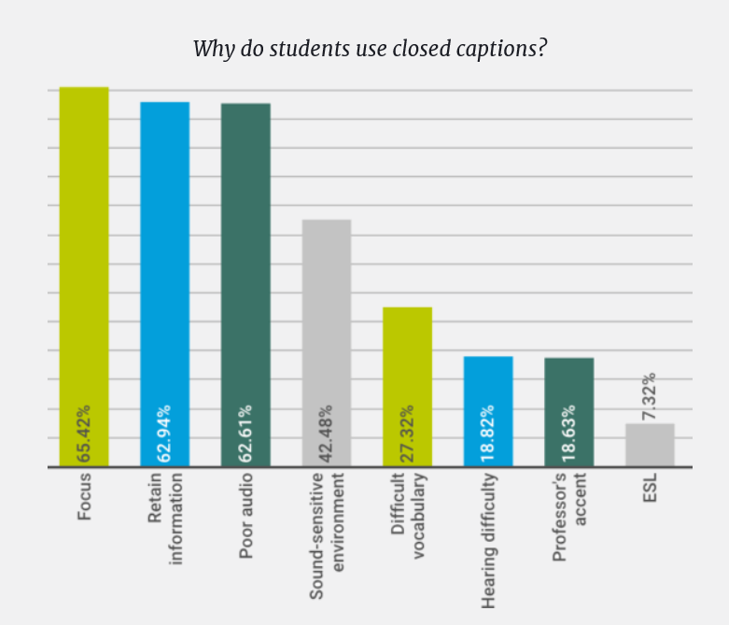 Why do students use closed captions?
65.42%
62.94%
62.61%
42.48%
27.32%
18.82%
18.63%
7.32%
Focus
Retain
information
Poor audio
Sound-sensitive
environment
Difficult
vocabulary
Hearing difficulty
Professor's
accent
ESL